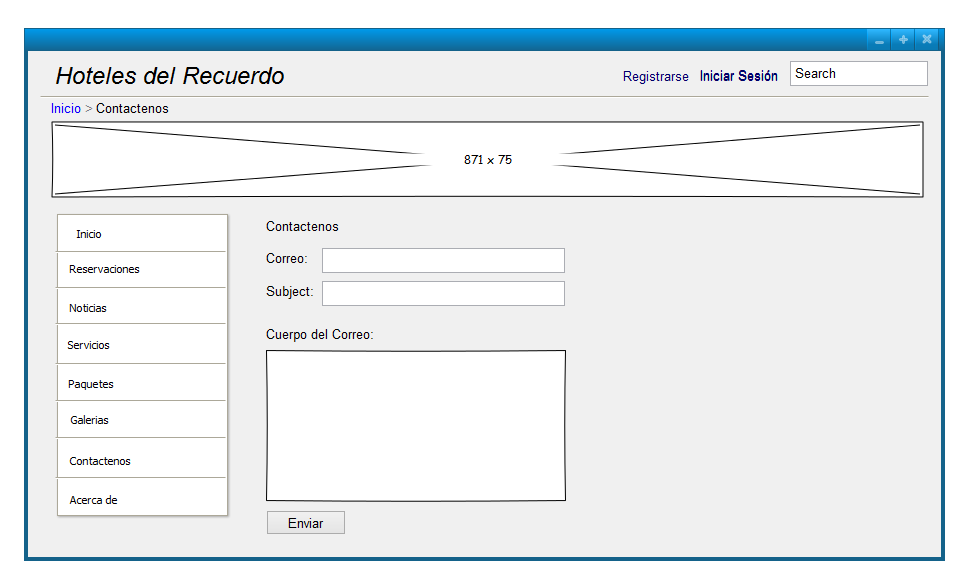 Hoteles del Recuerdo
Registrarse Iniciar Sesión Search
Inicio > Contactenos
871 x 75
Inicio
Reservaciones
Noticias
Servicios
Paquetes
Galerias
Contactenos
Acerca de
Contactenos
Correo:
Subject:
Cuerpo del Correo:
Enviar